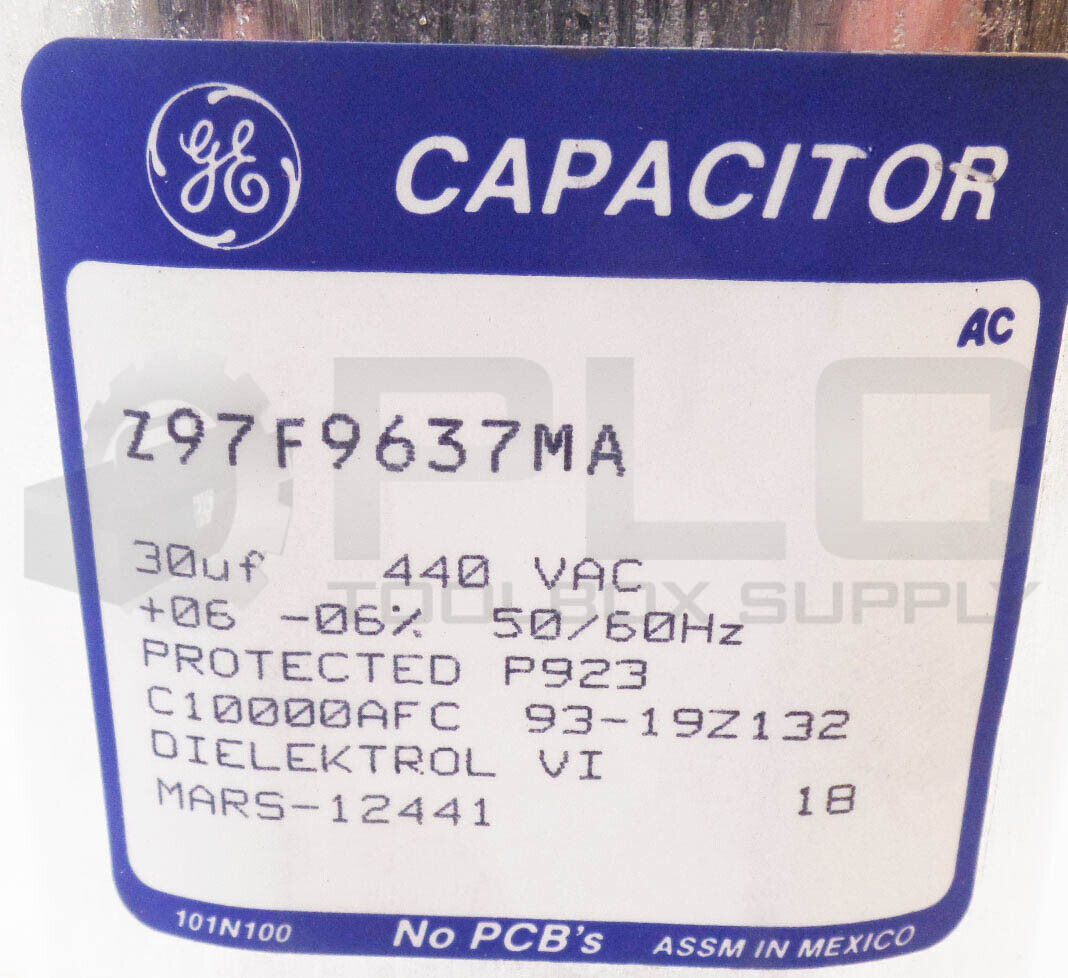 GE CAPACITOR
AC
Z97F9637MA
PLC
TOOLBOX SUPPLY
30uf 440 VAC
+06 -06% 50/60Hz
PROTECTED P923
C10000AFC 93-19Z132
DIELEKTROL VI
MARS-12441 18
101N100 No PCB's ASSM IN MEXICO